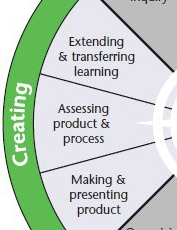 Extending
& transferring
learning
Creating
Assessing
product &
process
Making &
presenting
product